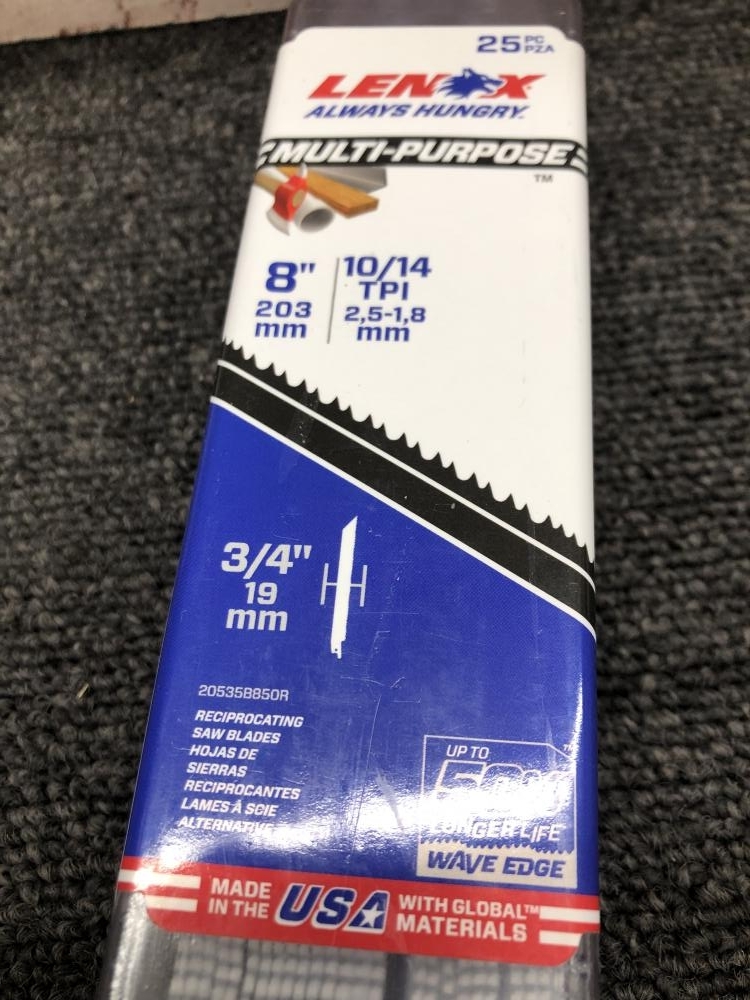 25 PC PZA
LENOX
ALWAYS HUNGRY.
MULTI-PURPOSE
TM
8"
203
mm
10/14
TPI
2,5-1,8
mm
3/4"
19
mm
20535B850R
RECIPROCATING
SAW BLADES
HOJAS DE
SIERRAS
RECIPROCANTES
LAMES À SCIE
UP TO
LONGER LIFE
WAVE EDGE
MADE
IN THE
USA
WITH GLOBAL™
MATERIALS